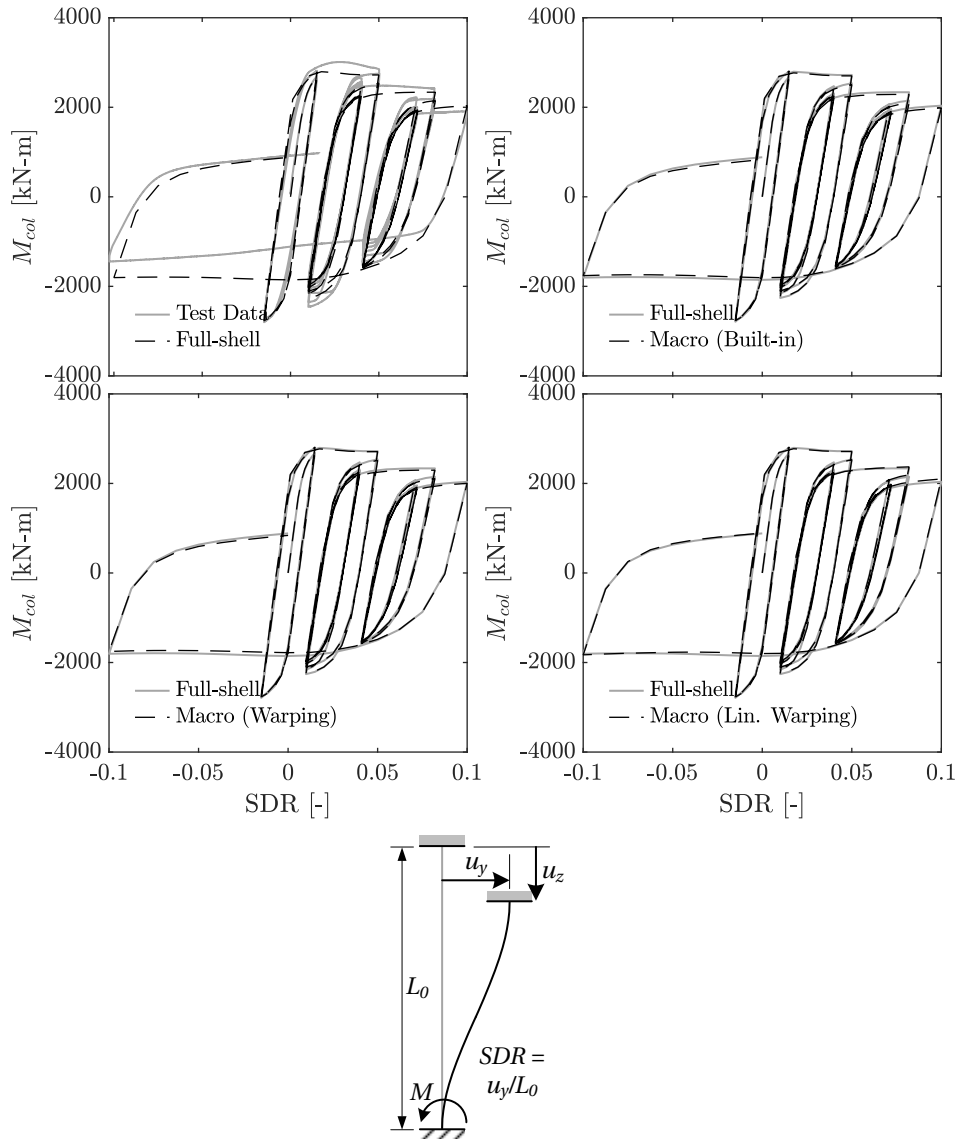 4000
2000
0
-2000
-4000
M_col [kN-m]
Test Data
Full-shell
4000
2000
0
-2000
-4000
M_col [kN-m]
Full-shell
Macro (Built-in)
4000
2000
0
-2000
-4000
M_col [kN-m]
Full-shell
Macro (Warping)
-0.1
-0.05
0
0.05
0.1
SDR [-]
4000
2000
0
-2000
-4000
M_col [kN-m]
Full-shell
Macro (Lin. Warping)
-0.1
-0.05
0
0.05
0.1
SDR [-]
u_y
u_z
L_0
SDR =
u_y/L_0
M